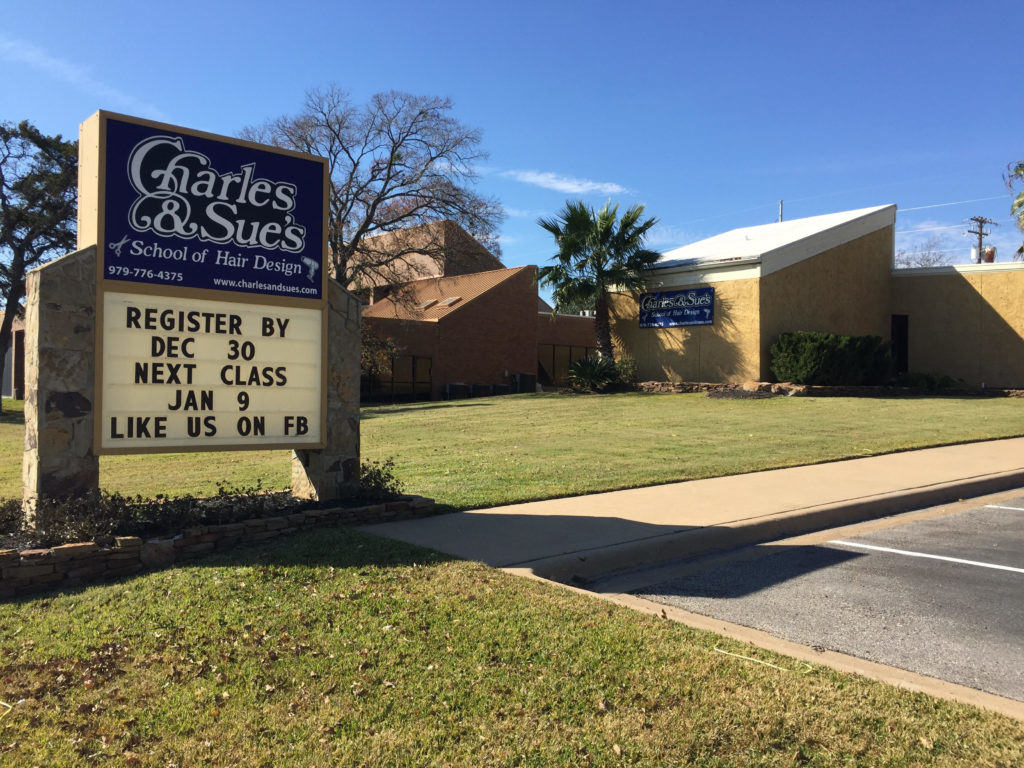 Charles
& Sue's
School of Hair Design
979-776-4375
www.charlesandsues.com
REGISTER BY
DEC 30
NEXT CLASS
JAN 9
LIKE US ON FB
Charles & Sue's
School of Hair Design